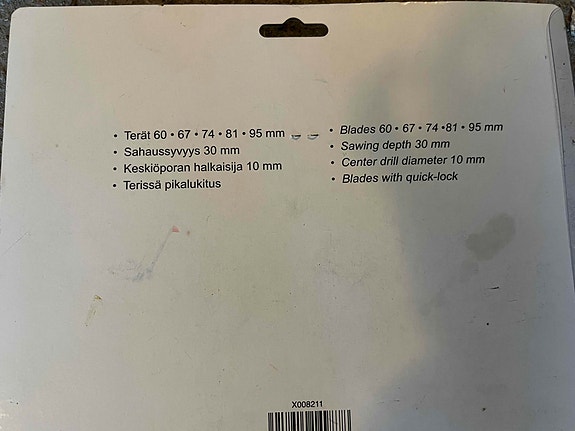 • Terät 60 • 67 • 74 • 81 • 95 mm
• Sahaussyvyys 30 mm
• Keskiöporan halkaisija 10 mm
• Terissä pikalukitus
• Blades 60 • 67 • 74 •81 • 95 mm
• Sawing depth 30 mm
• Center drill diameter 10 mm
• Blades with quick-lock
X008211